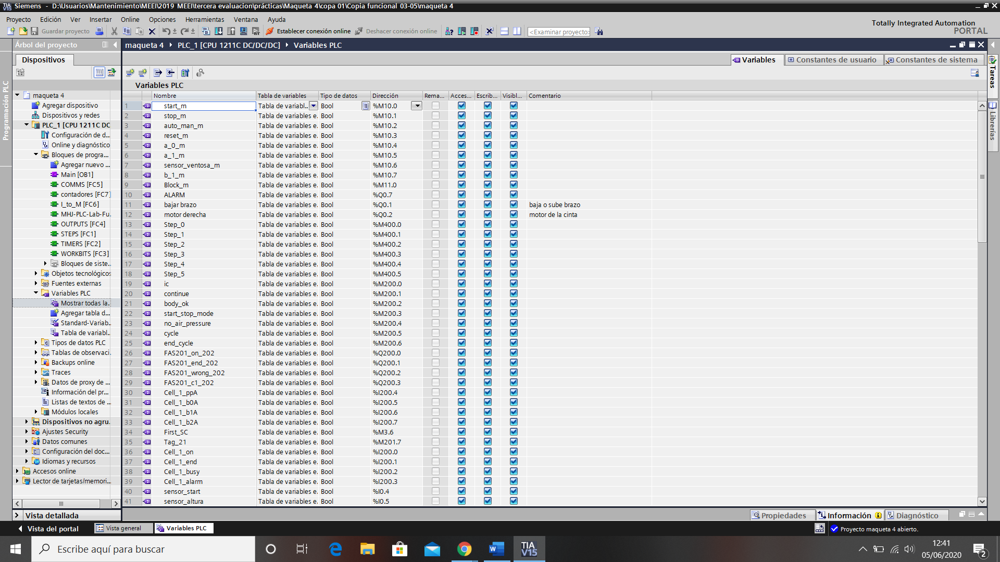 Siemens - D:\Usuarios\Mantenimiento\MEEI\2019 MEEI\tercera evaluacion\prácticas\Maqueta 4\copa 01\Copia funcional 03-05\maqueta 4
Proyecto Edición Ver Insertar Online Opciones Herramientas Ventana Ayuda
Totally Integrated Automation
PORTAL
Guardar proyecto Establecer conexión online Deshacer conexión online <Examinar proyecto>
Árbol del proyecto
maqueta 4 PLC_1 [CPU 1211C DC/DC/DC] Variables PLC
Dispositivos
Variables Constantes de usuario Constantes de sistema
Programación PLC
Tareas
Librerías
Variables PLC
maqueta 4
Agregar dispositivo
Dispositivos y redes
PLC_1 [CPU 1211C DC
Configuración de d...
Online y diagnóstico
Bloques de progra...
Agregar nuevo ...
Main [OB1]
COMMS [FC5]
contadores [FC7]
I_to_M [FC6]
MHJ-PLC-Lab-Fu.
OUTPUTS [FC4]
STEPS [FC1]
TIMERS [FC2]
WORKBITS [FC3]
Bloques de siste..
Objetos tecnológicos
Fuentes externas
Variables PLC
Mostrar todas la.
Agregar tabla d...
Standard-Variab.
Tabla de variabl..
Tipos de datos PLC
Tablas de observaci.
Backups online
Traces
Datos de proxy de ...
Información del pr...
Listas de textos de ...
Módulos locales
Dispositivos no agru.
Ajustes Security
Datos comunes
Configuración del doc...
Idiomas y recursos
Accesos online
Lector de tarjetas/memori...
Vista detallada
Nombre Tabla de variables Tipo de datos Dirección Rema... Acces... Escrib... Visibl... Comentario
1 start_m Tabla de variabl.. Bool %M10.0
2 stop_m Tabla de variables e. Bool %M10.1
3 auto_man_m Tabla de variables e. Bool %M10.2
4 reset_m Tabla de variables e. Bool %M10.3
5 a_0_m Tabla de variables e. Bool %M10.4
6 a_1_m Tabla de variables e. Bool %M10.5
7 sensor_ventosa_m Tabla de variables e. Bool %M10.6
8 b_1_m Tabla de variables e. Bool %M10.7
9 Block_m Tabla de variables e. Bool %M11.0
10 ALARM Tabla de variables e. Bool %Q0.7
11 bajar brazo Tabla de variables e. Bool %Q0.1 baja o sube brazo
12 motor derecha Tabla de variables e. Bool %Q0.2 motor de la cinta
13 Step_0 Tabla de variables e. Bool %M400.0
14 Step_1 Tabla de variables e. Bool %M400.1
15 Step_2 Tabla de variables e. Bool %M400.2
16 Step_3 Tabla de variables e. Bool %M400.3
17 Step_4 Tabla de variables e. Bool %M400.4
18 Step_5 Tabla de variables e. Bool %M400.5
19 ic Tabla de variables e. Bool %M200.0
20 continue Tabla de variables e. Bool %M200.1
21 body_ok Tabla de variables e. Bool %M200.2
22 start_stop_mode Tabla de variables e. Bool %M200.3
23 no_air_pressure Tabla de variables e. Bool %M200.4
24 cycle Tabla de variables e. Bool %M200.5
25 end_cycle Tabla de variables e. Bool %M200.6
26 FAS201_on_202 Tabla de variables e. Bool %Q200.0
27 FAS201_end_202 Tabla de variables e. Bool %Q200.1
28 FAS201_wrong_202 Tabla de variables e. Bool %Q200.2
29 FAS201_c1_202 Tabla de variables e. Bool %Q200.3
30 Cell_1_ppA Tabla de variables e. Bool %I200.4
31 Cell_1_b0A Tabla de variables e. Bool %I200.5
32 Cell_1_b1A Tabla de variables e. Bool %I200.6
33 Cell_1_b2A Tabla de variables e. Bool %I200.7
34 First_SC Tabla de variables e. Bool %M3.6
35 Tag_21 Tabla de variables e. Bool %M201.7
36 Cell_1_on Tabla de variables e. Bool %I200.0
37 Cell_1_end Tabla de variables e. Bool %I200.1
38 Cell_1_busy Tabla de variables e. Bool %I200.2
39 Cell_1_alarm Tabla de variables e. Bool %I200.3
40 sensor_start Tabla de variables e. Bool %I0.4
41 sensor_altura Tabla de variables e. Bool %I0.5
Propiedades Información Diagnóstico
Vista del portal Vista general Variables PLC Proyecto maqueta 4 abierto.
Escribe aquí para buscar
TIA V15
12:41
05/06/2020
2